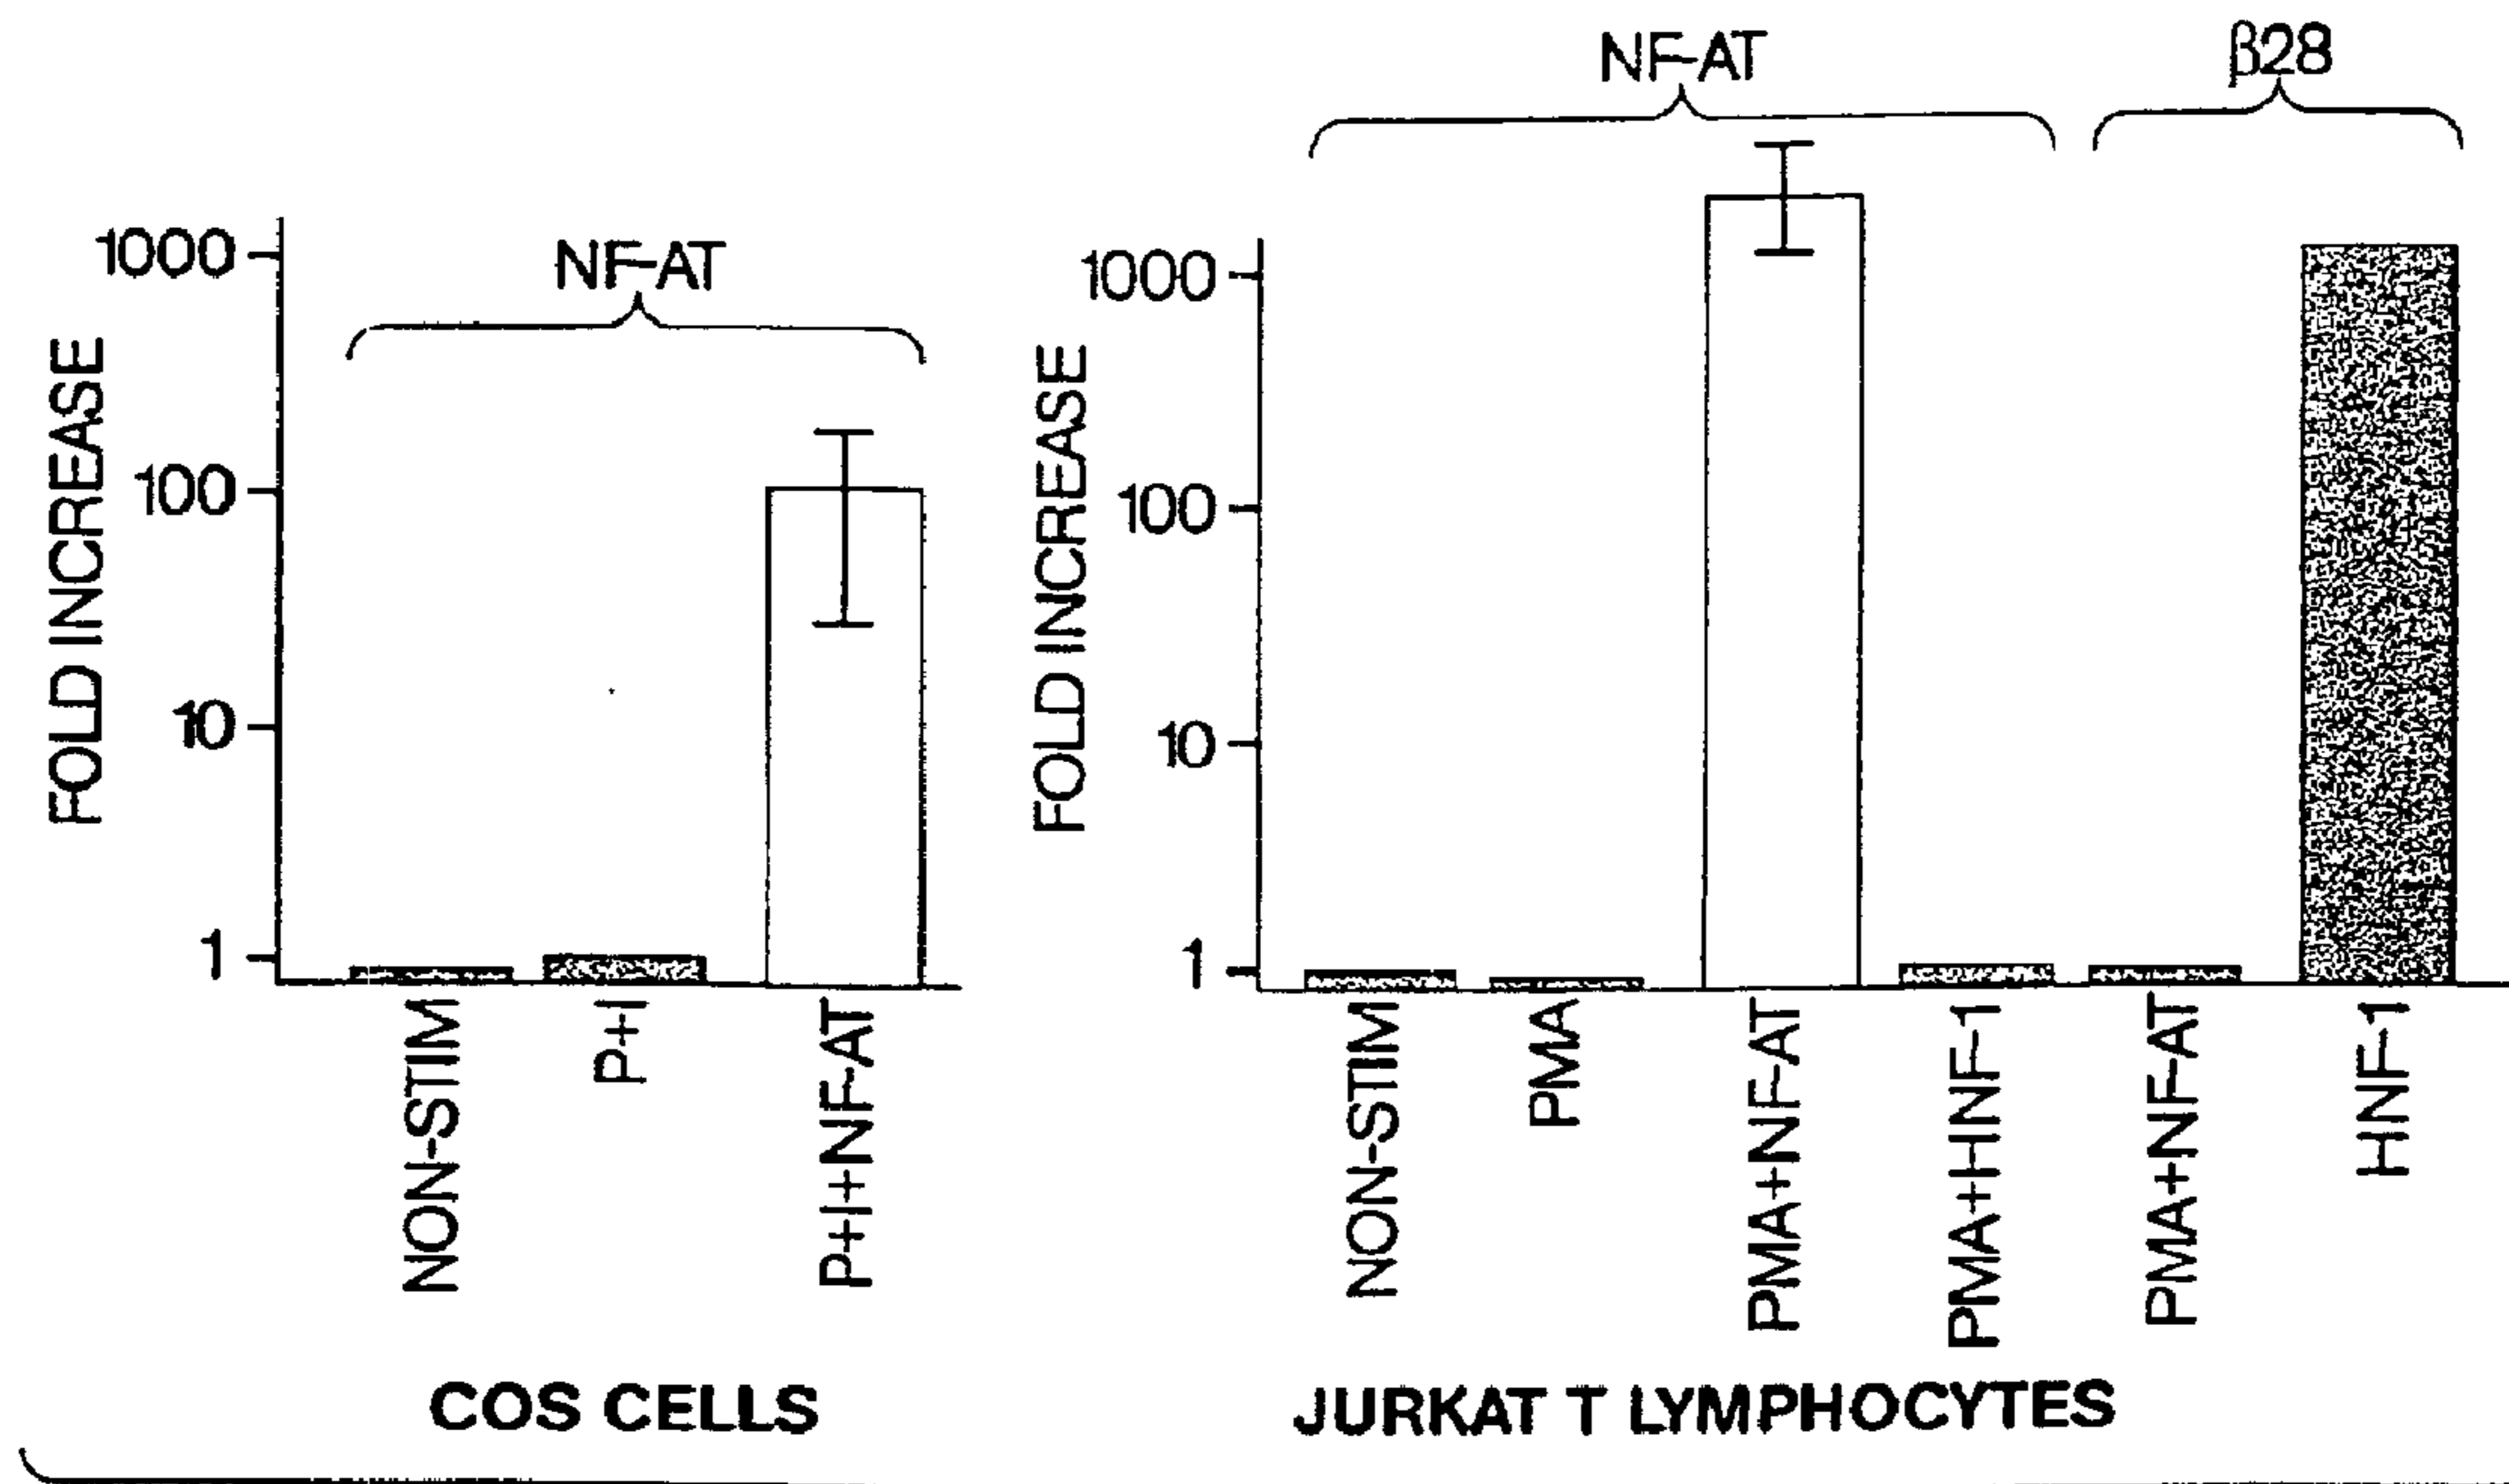 NF-AT
1000
100
10
1
FOLD INCREASE
NON-STIM
P+I
P+I+NF-AT
COS CELLS
NF-AT
β28
1000
100
10
1
FOLD INCREASE
NON-STIM
PMA
PMA+NF-AT
PMA+HNF-1
PMA+NF-AT
HNF-1
JURKAT T LYMPHOCYTES